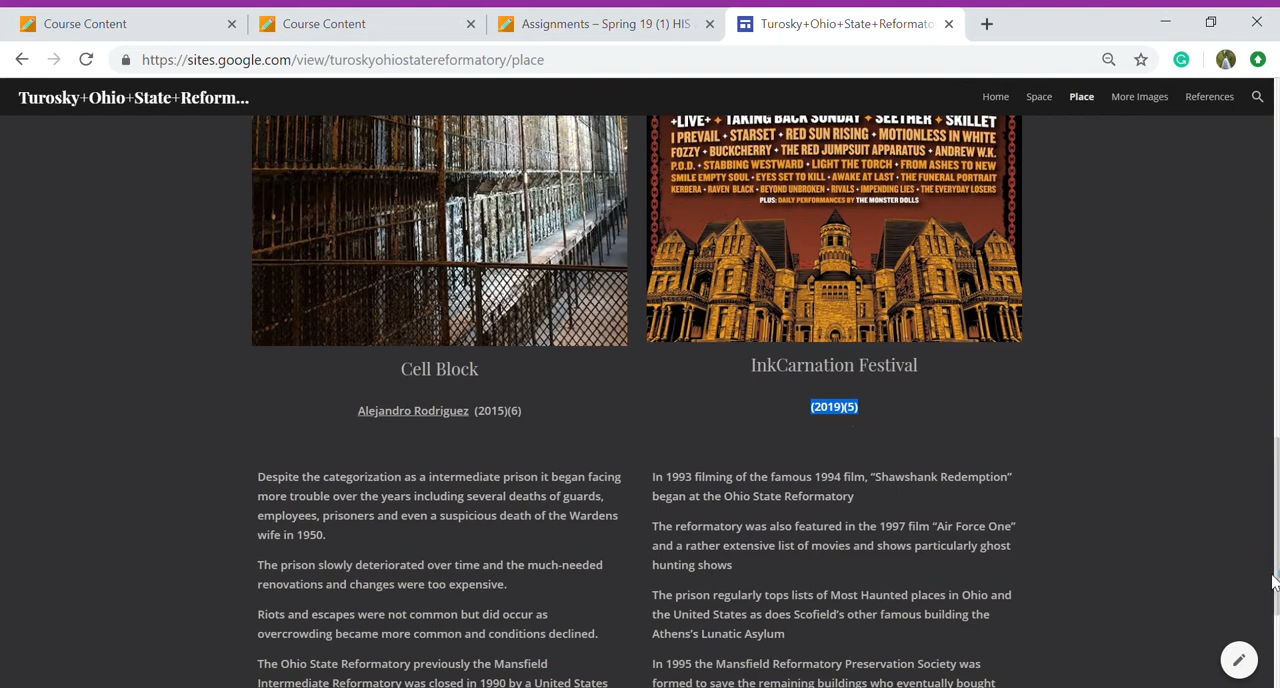 Course Content
Course Content
Assignments – Spring 19 (1) HIS
Turosky+Ohio+State+Reformato
https://sites.google.com/view/turoskyohiostatereformatory/place
Turosky+Ohio+State+Reform...
Home Space Place More Images References
+LIVE+ TAKING BACK SUNDAY SEETHER SKILLET
I PREVAIL • STARSET • RED SUN RISING • MOTIONLESS IN WHITE
FOZZY • BUCKCHERRY • THE RED JUMPSUIT APPARATUS • ANDREW W.K.
P.O.D. • STABBING WESTWARD • LIGHT THE TORCH • FROM ASHES TO NEW
SMILE EMPTY SOUL • EYES SET TO KILL • AWAKE AT LAST • THE FUNERAL PORTRAIT
KERBERA • RAVEN BLACK • BEYOND UNBROKEN • RIVALS • IMPENDING LIES • THE EVERYDAY LOSERS
PLUS: DAILY PERFORMANCES BY THE MONSTER DOLLS
Cell Block
Alejandro Rodriguez (2015)(6)
Despite the categorization as a intermediate prison it began facing
more trouble over the years including several deaths of guards,
employees, prisoners and even a suspicious death of the Wardens
wife in 1950.
The prison slowly deteriorated over time and the much-needed
renovations and changes were too expensive.
Riots and escapes were not common but did occur as
overcrowding became more common and conditions declined.
The Ohio State Reformatory previously the Mansfield
Intermediate Reformatory was closed in 1990 by a United States
InkCarnation Festival
(2019)(5)
In 1993 filming of the famous 1994 film, “Shawshank Redemption”
began at the Ohio State Reformatory
The reformatory was also featured in the 1997 film “Air Force One”
and a rather extensive list of movies and shows particularly ghost
hunting shows
The prison regularly tops lists of Most Haunted places in Ohio and
the United States as does Scofield’s other famous building the
Athens’s Lunatic Asylum
In 1995 the Mansfield Reformatory Preservation Society was
formed to save the remaining buildings who eventually bought